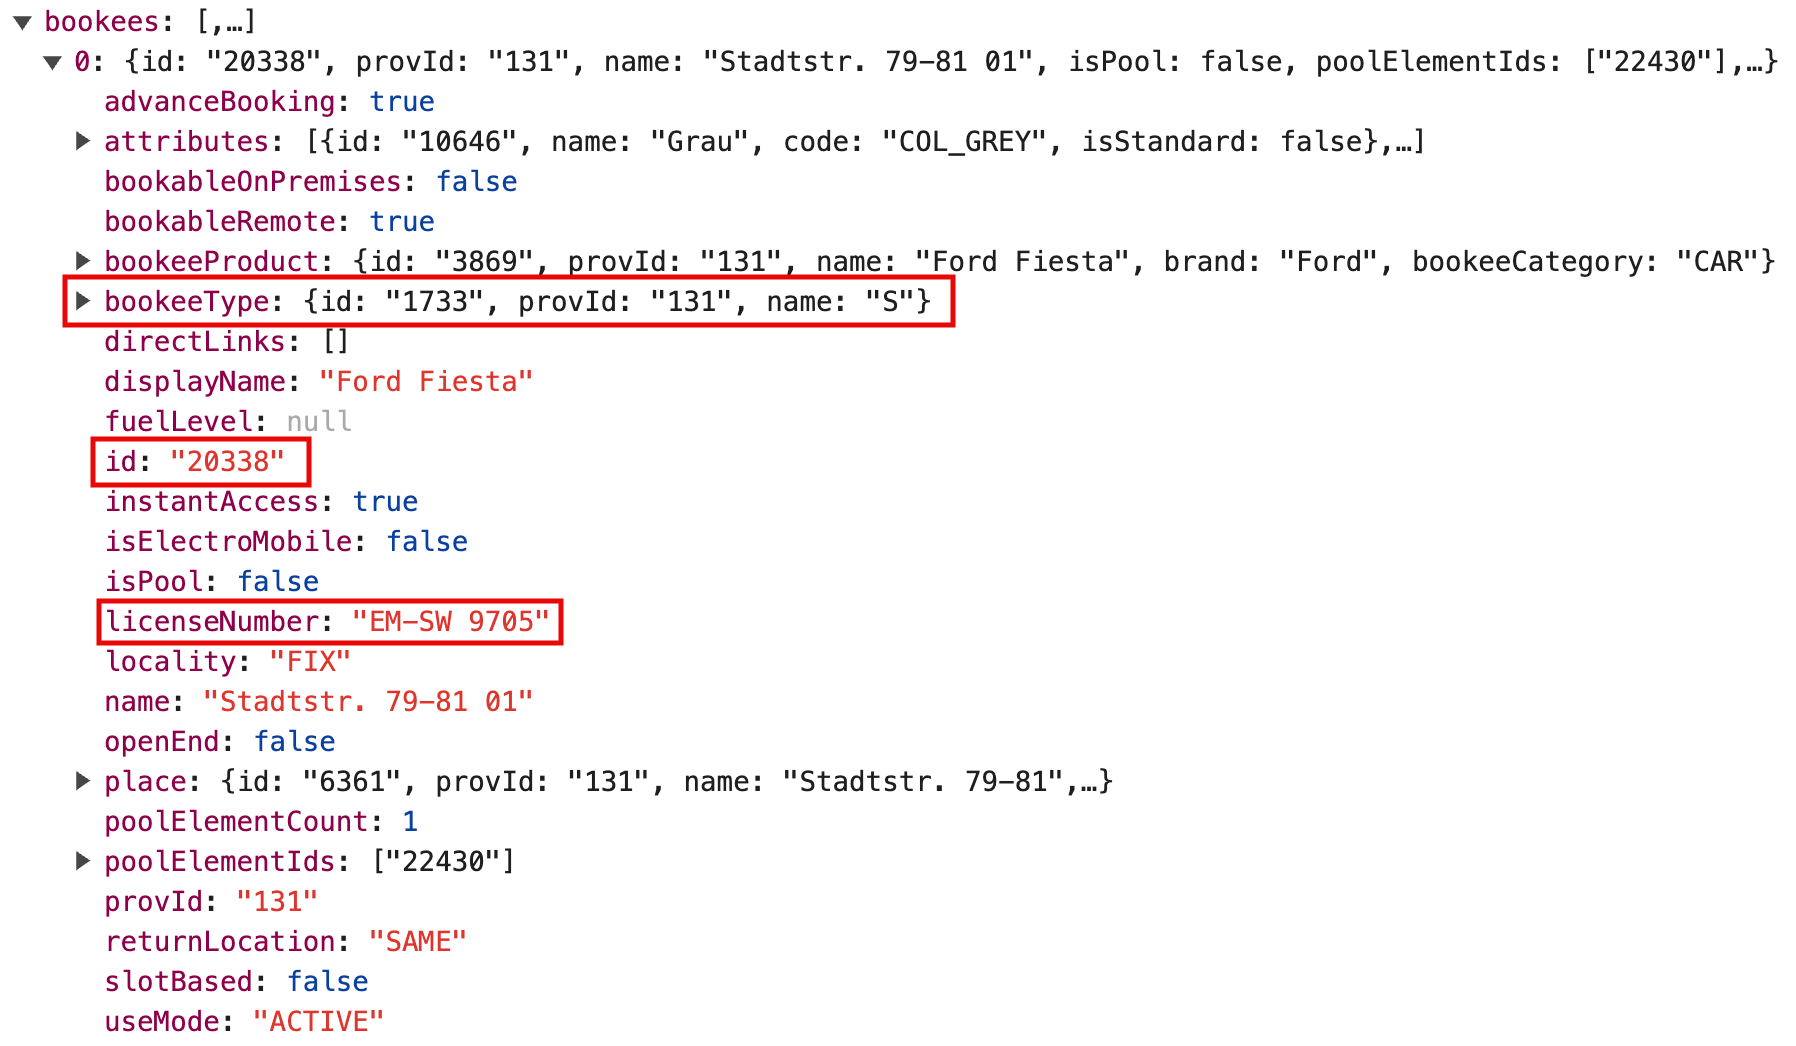 ▼ bookees: [,…]
▼ 0: {id: "20338", provId: "131", name: "Stadtstr. 79-81 01", isPool: false, poolElementIds: ["22430"],…}
advanceBooking: true
▶ attributes: [{id: "10646", name: "Grau", code: "COL_GREY", isStandard: false},…]
bookableOnPremises: false
bookableRemote: true
▶ bookeeProduct: {id: "3869", provId: "131", name: "Ford Fiesta", brand: "Ford", bookeeCategory: "CAR"}
▶ bookeeType: {id: "1733", provId: "131", name: "S"}
directLinks: []
displayName: "Ford Fiesta"
fuelLevel: null
id: "20338"
instantAccess: true
isElectroMobile: false
isPool: false
licenseNumber: "EM-SW 9705"
locality: "FIX"
name: "Stadtstr. 79-81 01"
openEnd: false
▶ place: {id: "6361", provId: "131", name: "Stadtstr. 79-81",…}
poolElementCount: 1
▶ poolElementIds: ["22430"]
provId: "131"
returnLocation: "SAME"
slotBased: false
useMode: "ACTIVE"